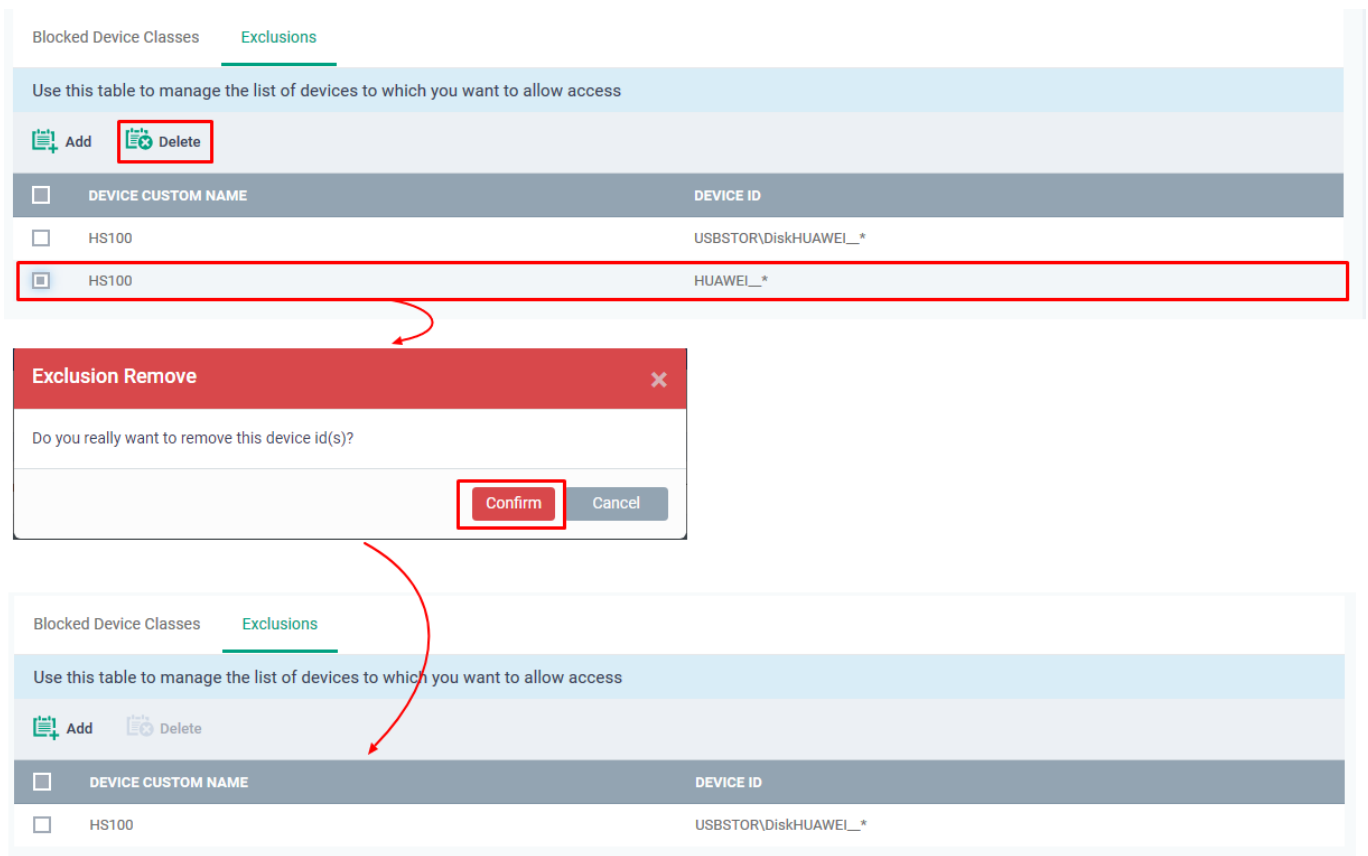 Blocked Device Classes Exclusions
Use this table to manage the list of devices to which you want to allow access
Add Delete
DEVICE CUSTOM NAME DEVICE ID
HS100 USBSTOR\DiskHUAWEI__*
HS100 HUAWEI__*
Exclusion Remove
Do you really want to remove this device id(s)?
Confirm Cancel
Blocked Device Classes Exclusions
Use this table to manage the list of devices to which you want to allow access
Add Delete
DEVICE CUSTOM NAME DEVICE ID
HS100 USBSTOR\DiskHUAWEI__*